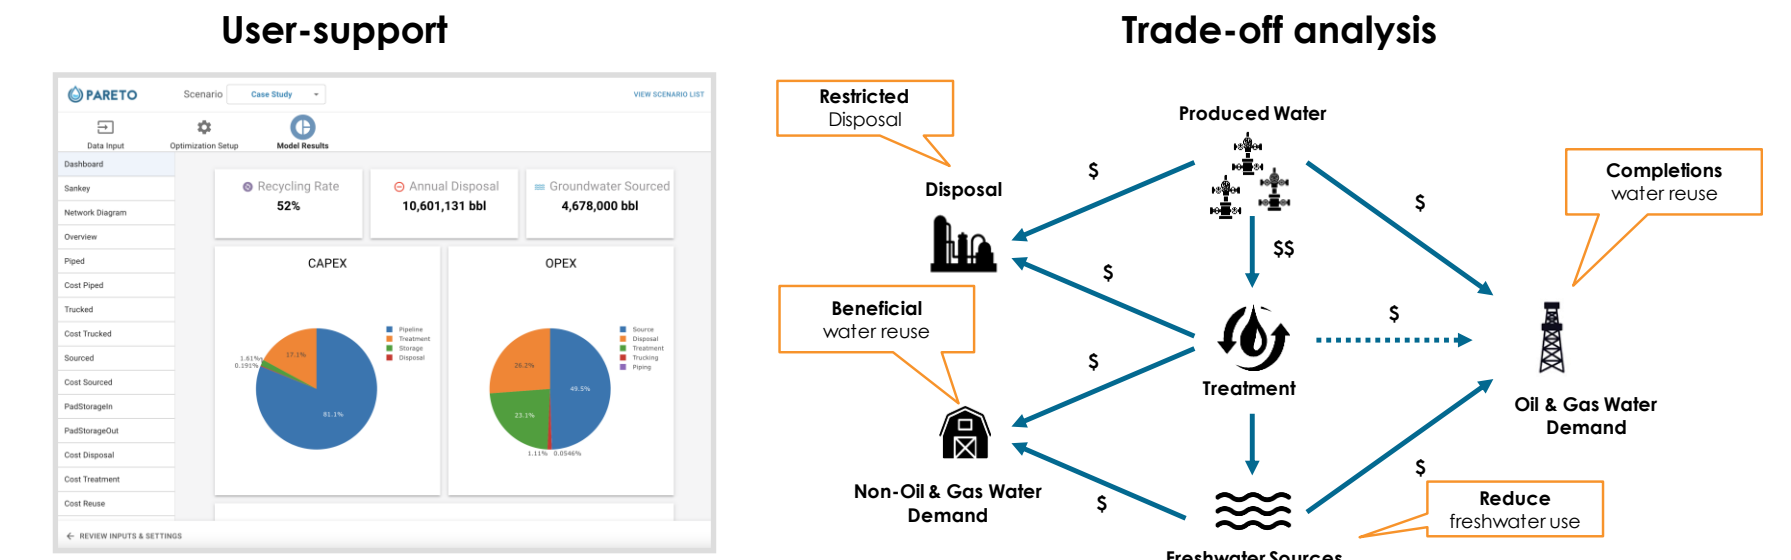 User-support
Trade-off analysis
PARETO
Scenario
Case Study
VIEW SCENARIO LIST
Data Input
Optimization Setup
Model Results
Dashboard
Sankey
Network Diagram
Overview
Piped
Cost Piped
Trucked
Cost Trucked
Sourced
Cost Sourced
PadStorageIn
PadStorageOut
Cost Disposal
Cost Treatment
Cost Reuse
REVIEW INPUTS & SETTINGS
Recycling Rate
52%
Annual Disposal
10,601,131 bbl
Groundwater Sourced
4,678,000 bbl
CAPEX
Pipeline
Treatment
Storage
Disposal
1.61%
0.191%
17.1%
81.1%
OPEX
Source
Disposal
Treatment
Trucking
Piping
26.2%
49.5%
23.1%
1.11%
0.0546%
Restricted
Disposal
Produced Water
Completions
water reuse
Disposal
$
$
$$
$
Beneficial
water reuse
$
$
Treatment
Oil & Gas Water
Demand
Non-Oil & Gas Water
Demand
$
$
Reduce
freshwater use
Freshwater Sources